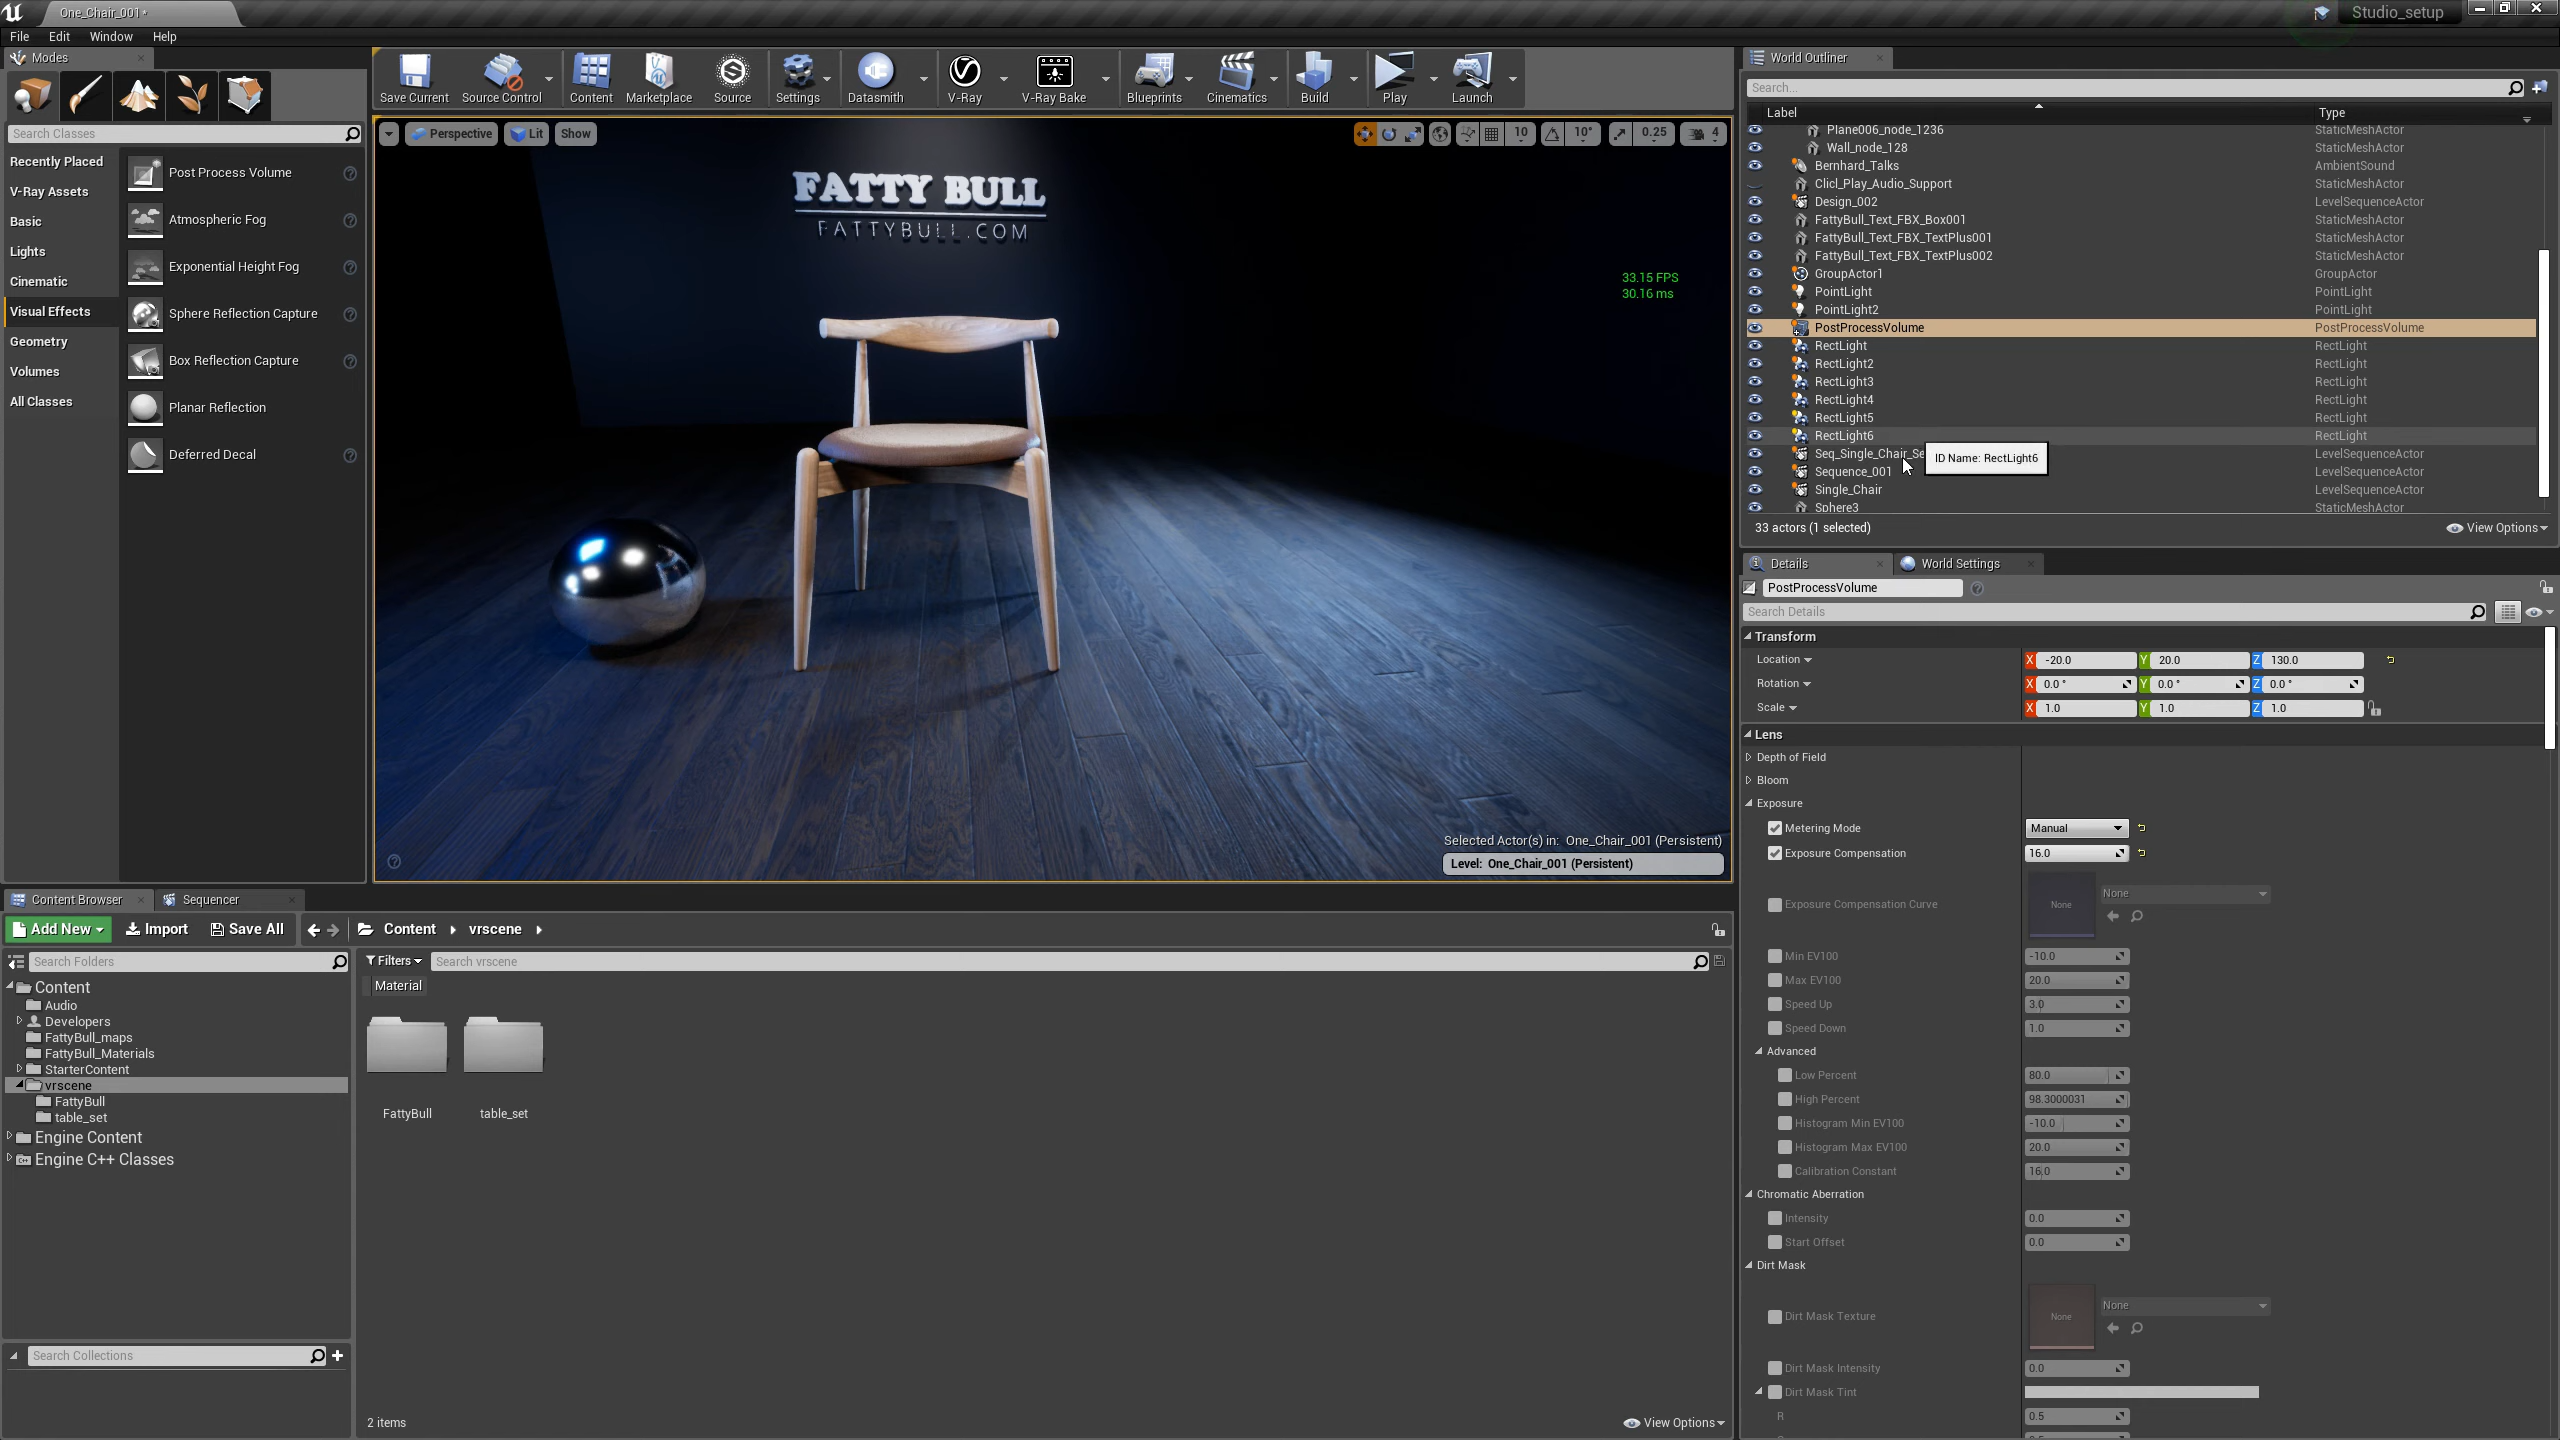 One_Chair_001*
Studio_setup
File Edit Window Help
Modes
Search Classes
Recently Placed
V-Ray Assets
Basic
Lights
Cinematic
Visual Effects
Geometry
Volumes
All Classes
Post Process Volume
Atmospheric Fog
Exponential Height Fog
Sphere Reflection Capture
Box Reflection Capture
Planar Reflection
Deferred Decal
Save Current Source Control Content Marketplace Source Settings Datasmith V-Ray V-Ray Bake Blueprints Cinematics Build Play Launch
Perspective Lit Show
10 10° 0.25 4
FATTY BULL
FATTYBULL.COM
33.15 FPS
30.16 ms
Selected Actor(s) in: One_Chair_001 (Persistent)
Level: One_Chair_001 (Persistent)
World Outliner
Search...
Label Type
Plane006_node_1236 StaticMeshActor
Wall_node_128 StaticMeshActor
Bernhard_Talks AmbientSound
Clicl_Play_Audio_Support StaticMeshActor
Design_002 LevelSequenceActor
FattyBull_Text_FBX_Box001 StaticMeshActor
FattyBull_Text_FBX_TextPlus001 StaticMeshActor
FattyBull_Text_FBX_TextPlus002 StaticMeshActor
GroupActor1 GroupActor
PointLight PointLight
PointLight2 PointLight
PostProcessVolume PostProcessVolume
RectLight RectLight
RectLight2 RectLight
RectLight3 RectLight
RectLight4 RectLight
RectLight5 RectLight
RectLight6 RectLight
Seq_Single_Chair_Se LevelSequenceActor
ID Name: RectLight6
Sequence_001 LevelSequenceActor
Single_Chair LevelSequenceActor
Sphere3 StaticMeshActor
33 actors (1 selected) View Options
Details World Settings
PostProcessVolume
Search Details
Transform
Location X -20.0 Y 20.0 Z 130.0
Rotation X 0.0 ° Y 0.0 ° Z 0.0 °
Scale X 1.0 Y 1.0 Z 1.0
Lens
Depth of Field
Bloom
Exposure
Metering Mode Manual
Exposure Compensation 16.0
Exposure Compensation Curve None None
Min EV100 -10.0
Max EV100 20.0
Speed Up 3.0
Speed Down 1.0
Advanced
Low Percent 80.0
High Percent 98.3000031
Histogram Min EV100 -10.0
Histogram Max EV100 20.0
Calibration Constant 16.0
Chromatic Aberration
Intensity 0.0
Start Offset 0.0
Dirt Mask
Dirt Mask Texture None None
Dirt Mask Intensity 0.0
Dirt Mask Tint
R 0.5
Content Browser Sequencer
Add New Import Save All Content vrscene
Search Folders
Filters Search vrscene
Material
Content
Audio
Developers
FattyBull_maps
FattyBull_Materials
StarterContent
vrscene
FattyBull
table_set
Engine Content
Engine C++ Classes
FattyBull table_set
Search Collections
2 items View Options